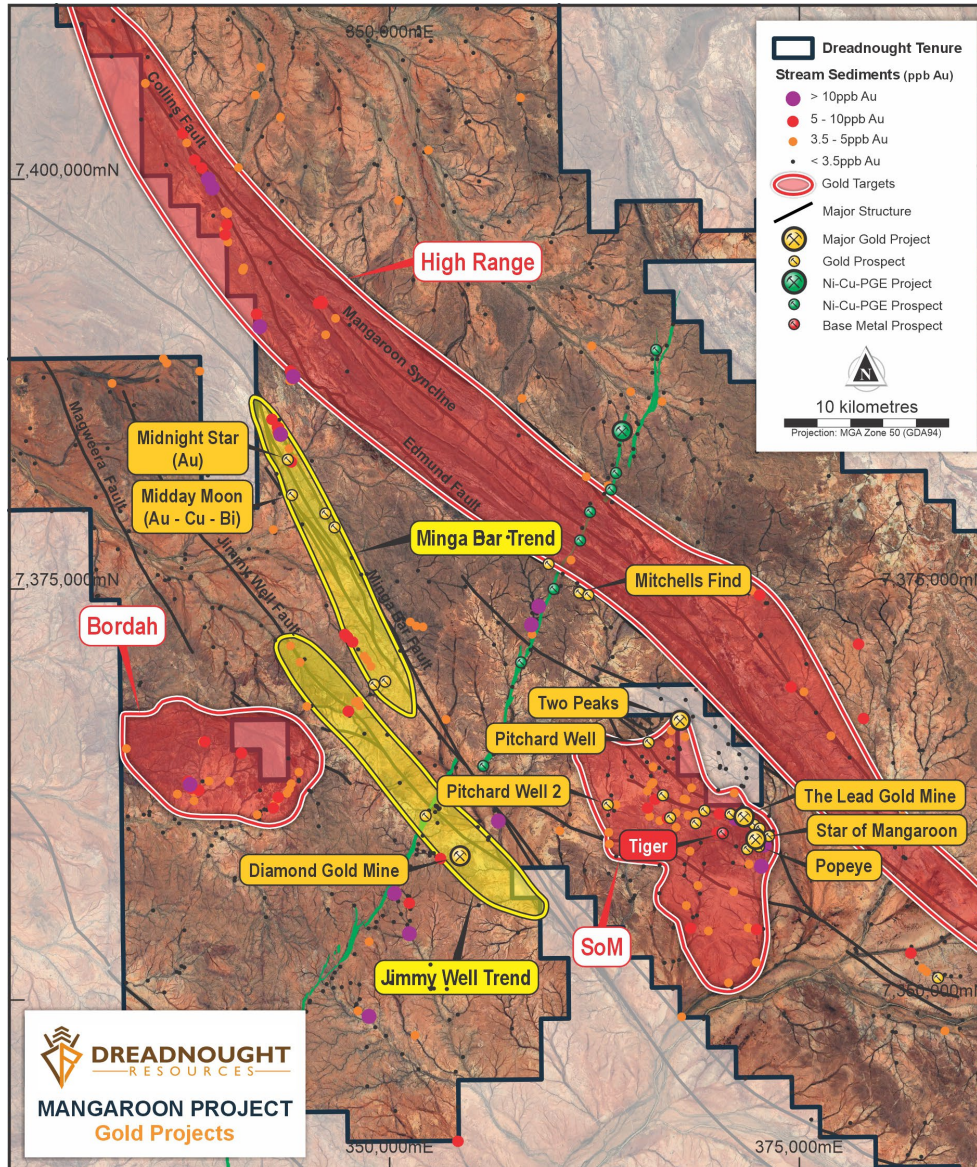 350,000mE
Dreadnought Tenure
Stream Sediments (ppb Au)
> 10ppb Au
5 - 10ppb Au
3.5 - 5ppb Au
< 3.5ppb Au
Gold Targets
Major Structure
Major Gold Project
Gold Prospect
Ni-Cu-PGE Project
Ni-Cu-PGE Prospect
Base Metal Prospect
N
10 kilometres
Projection: MGA Zone 50 (GDA94)
Collins Fault
7,400,000mN
High Range
Mangaroon Syncline
Magweera Fault
Midnight Star
(Au)
Edmund Fault
Midday Moon
(Au - Cu - Bi)
Minga Bar Trend
Jimmy Well Fault
Minga Bar Fault
7,375,000mN
7,375,000mN
Mitchells Find
Bordah
Two Peaks
Pitchard Well
Pitchard Well 2
The Lead Gold Mine
Star of Mangaroon
Tiger
Popeye
Diamond Gold Mine
SoM
Jimmy Well Trend
DREADNOUGHT
RESOURCES
MANGAROON PROJECT
Gold Projects
350,000mE
375,000mE